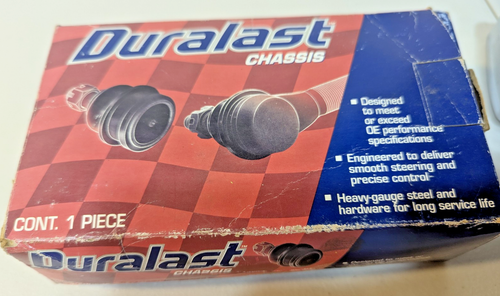 Duralast
CHASSIS
■ Designed
to meet
or exceed
OE performance
specifications
■ Engineered to deliver
smooth steering and
precise control
■ Heavy-gauge steel and
hardware for long service life
CONT. 1 PIECE
Duralast
CHASSIS